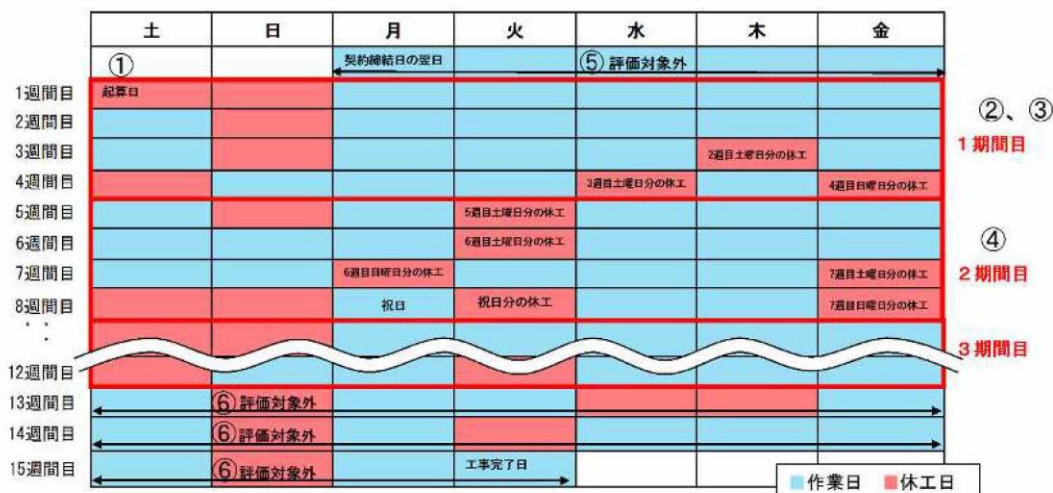 土 日 月 火 水 木 金
① 契約締結日の翌日 ⑤評価対象外
1週間目 起算日
②、③
2週間目
1期間目
3週間目 2週目土曜日分の休工
4週間目 3週目土曜日分の休工 4週目日曜日分の休工
5週間目 5週目土曜日分の休工
6週間目 6週目土曜日分の休工
④
7週間目 6週目日曜日分の休工 7週目土曜日分の休工
2期間目
8週間目 祝日 祝日分の休工 7週目日曜日分の休工
・
・
3期間目
12週間目
13週間目 ⑥評価対象外
14週間目 ⑥評価対象外
15週間目 ⑥評価対象外 工事完了日
作業日 休工日